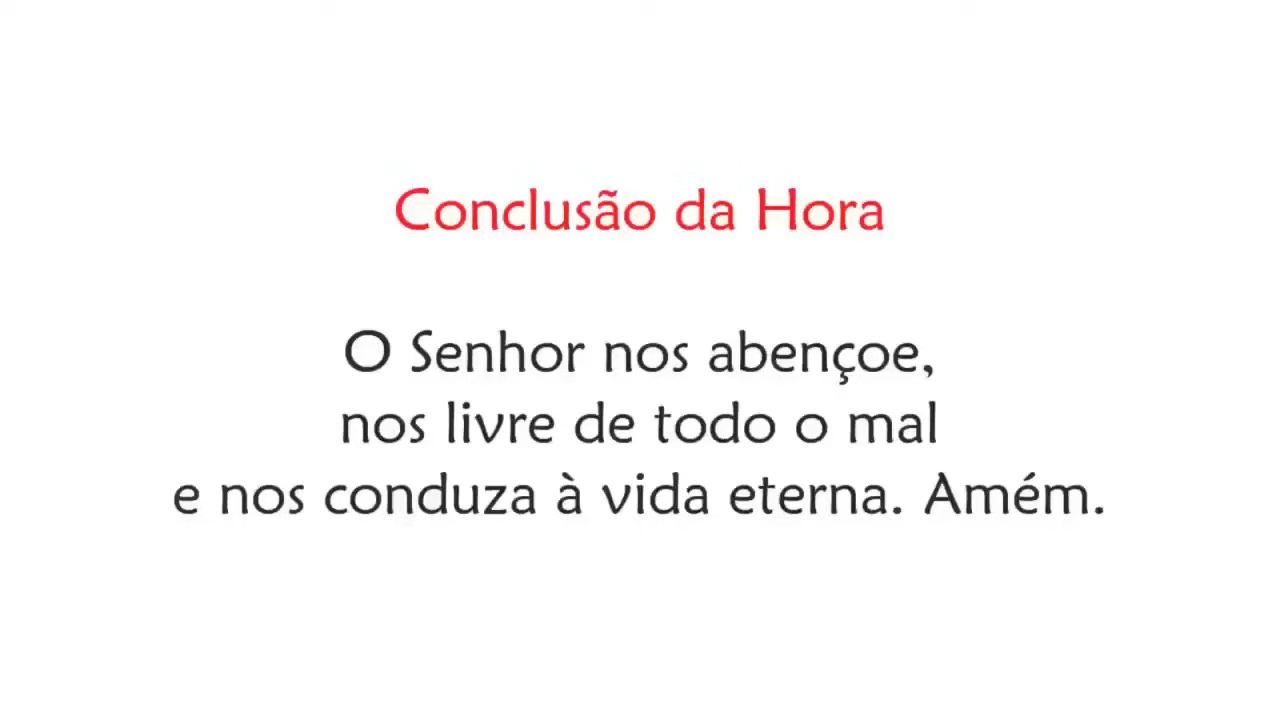 Conclusão da Hora
O Senhor nos abençoe,
nos livre de todo o mal
e nos conduza à vida eterna. Amém.